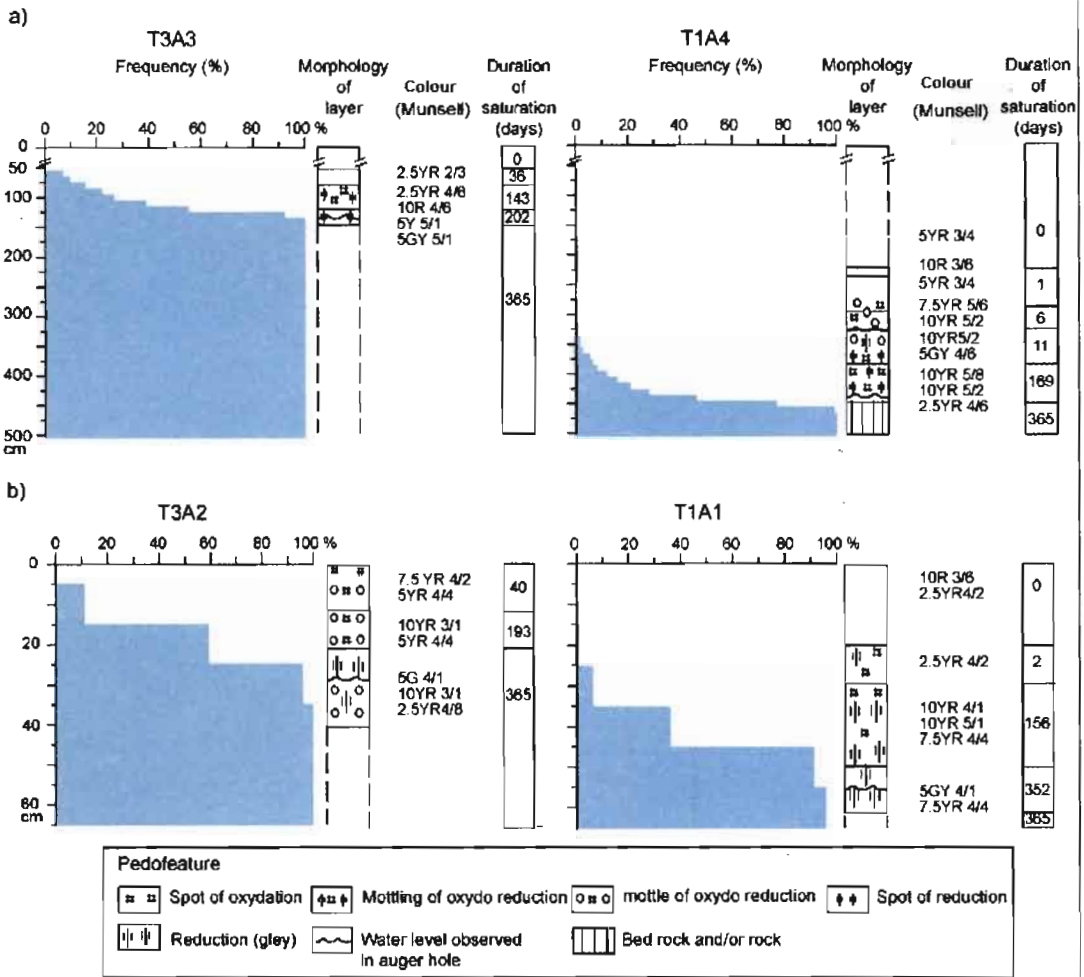 a)
T3A3
Frequency (%)
Morphology of layer
Colour (Munsell)
Duration of saturation (days)
0 20 40 60 80 100 %
0
50
100
200
300
400
500
cm
2.5YR 2/3
2.5YR 4/6
10R 4/6
5Y 5/1
5GY 5/1
0
36
143
202
365
T1A4
Frequency (%)
Morphology of layer
Colour (Munsell)
Duration of saturation (days)
0 20 40 60 80 100 %
5YR 3/4
10R 3/6
5YR 3/4
7.5YR 5/6
10YR 5/2
10YR5/2
5GY 4/6
10YR 5/8
10YR 5/2
2.5YR 4/6
0
1
6
11
169
365
b)
T3A2
0 20 40 60 80 100 %
0
20
40
60
cm
7.5 YR 4/2
5YR 4/4
10YR 3/1
5YR 4/4
5G 4/1
10YR 3/1
2.5YR4/8
40
193
365
T1A1
0 20 40 60 80 100 %
10R 3/6
2.5YR4/2
2.5YR 4/2
10YR 4/1
10YR 5/1
7.5YR 4/4
5GY 4/1
7.5YR 4/4
0
2
156
352
365
Pedofeature
Spot of oxydation
Mottling of oxydo reduction
mottle of oxydo reduction
Spot of reduction
Reduction (gley)
Water level observed
In auger hole
Bed rock and/or rock